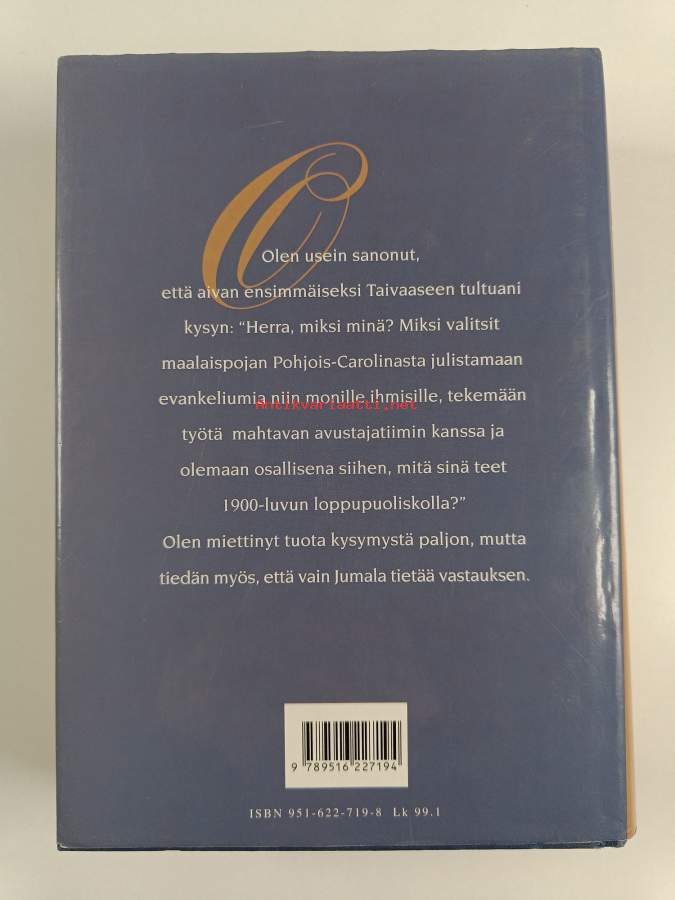 O
Olen usein sanonut,
että aivan ensimmäiseksi Taivaaseen tultuani
kysyn: “Herra, miksi minä? Miksi valitsit
maalaispojan Pohjois-Carolinasta julistamaan
evankeliumia niin monille ihmisille, tekemään
Antikvariaatti.net
työtä mahtavan avustajatiimin kanssa ja
olemaan osallisena siihen, mitä sinä teet
1900-luvun loppupuoliskolla?”
Olen miettinyt tuota kysymystä paljon, mutta
tiedän myös, että vain Jumala tietää vastauksen.
9 789516 227194
ISBN 951-622-719-8 Lk 99.1